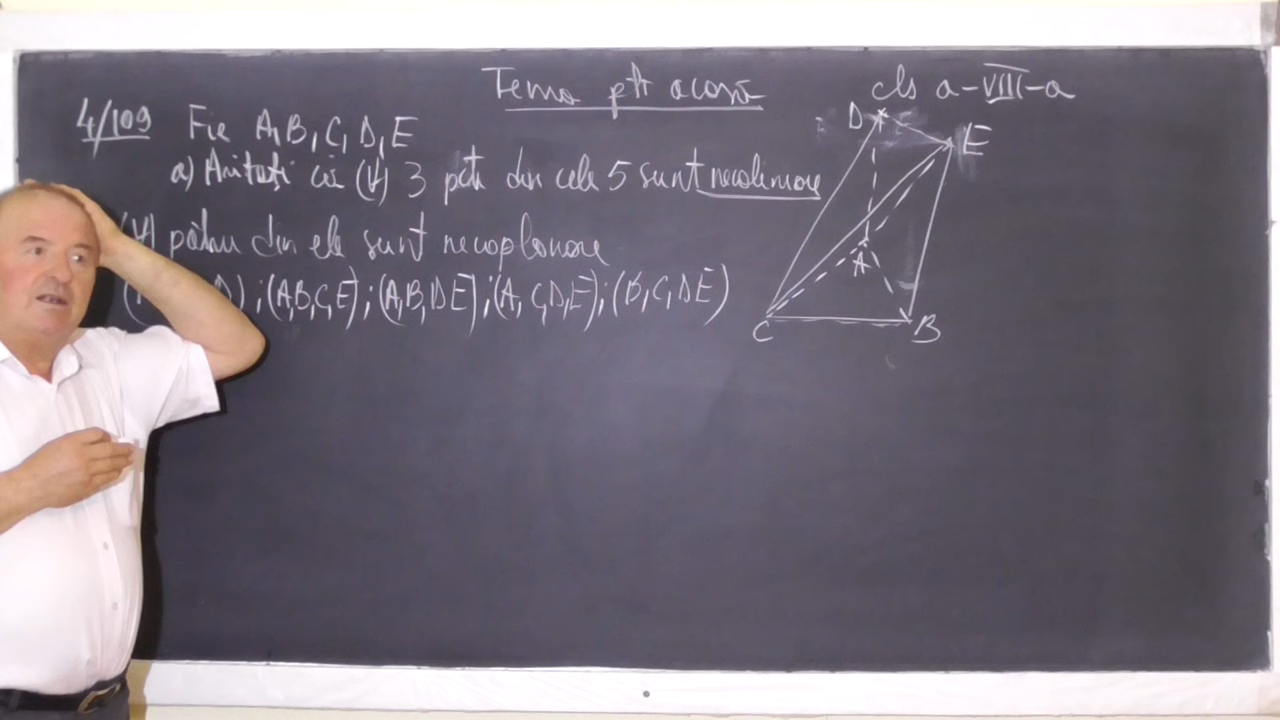 Tema ptr acasă
cls a-VIII-a
4/109 Fie A, B, C, D, E
a) Arătați că (∀) 3 pcte din cele 5 sunt necoliniare
(∀) patru din ele sunt necoplanare
D) ; (A,B,C,E) ; (A,B,D,E) ; (A, C,D,E) ; (B,C,D,E)
D
E
A
C
B